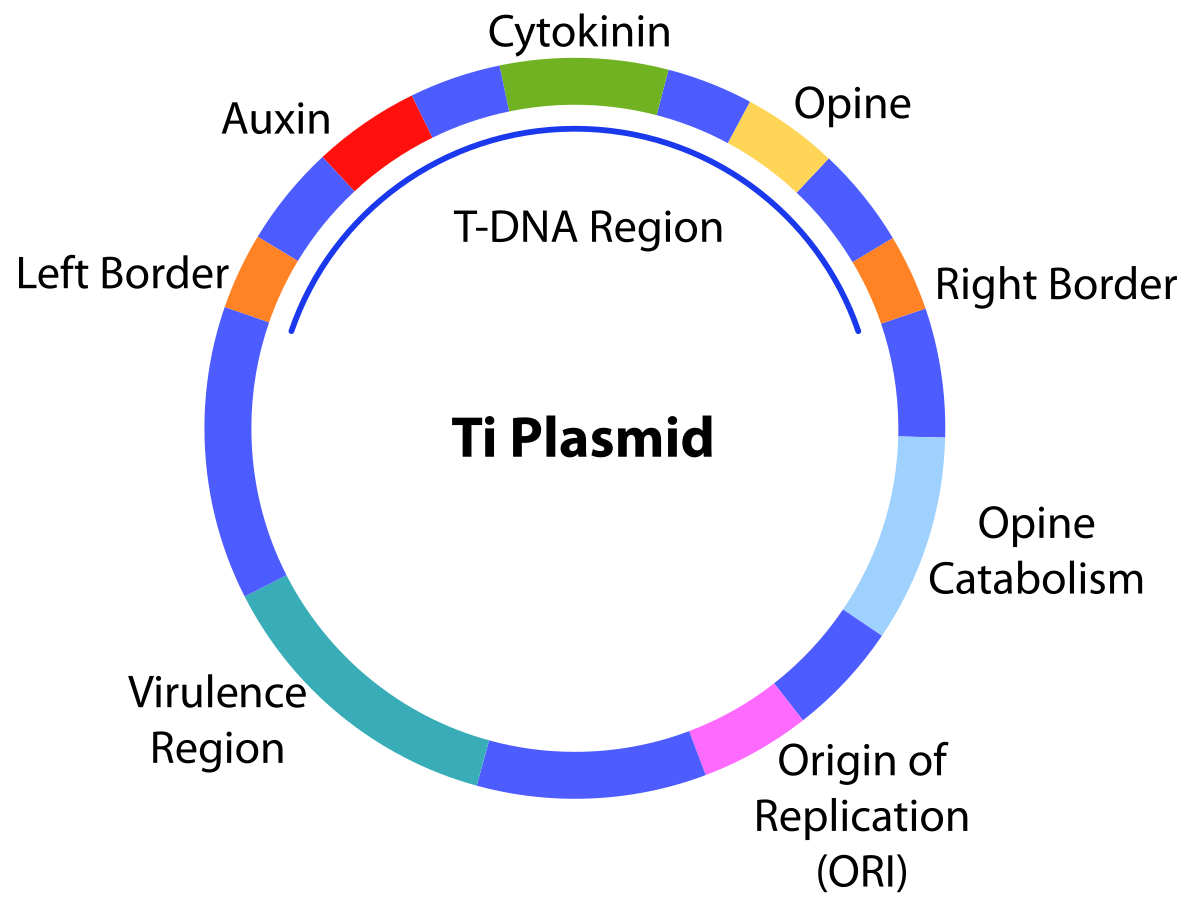 Cytokinin
Auxin
Opine
T-DNA Region
Left Border
Right Border
Ti Plasmid
Opine
Catabolism
Virulence
Region
Origin of
Replication
(ORI)